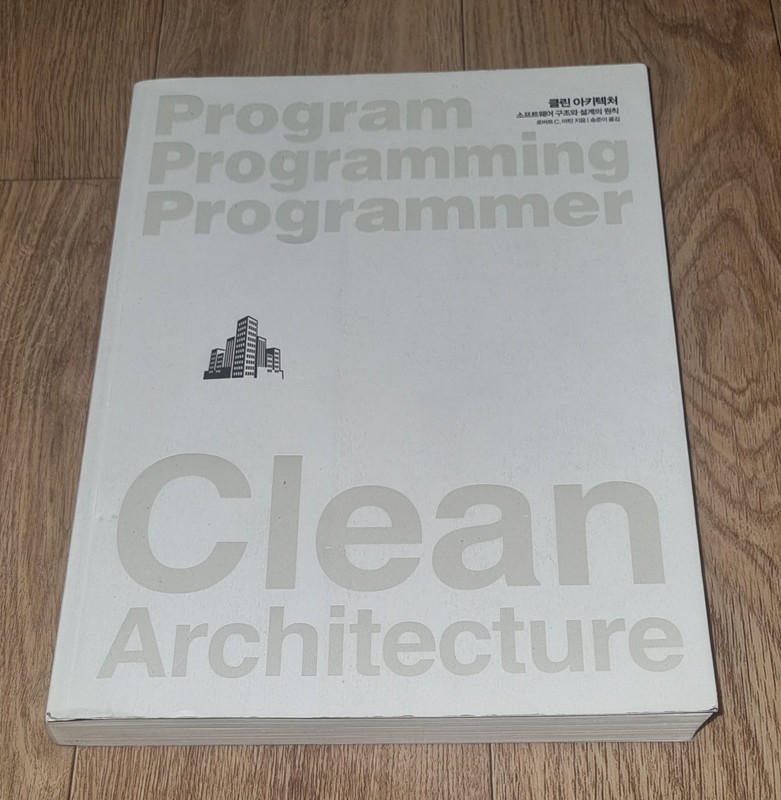 Program
Programming
Programmer
클린 아키텍처
소프트웨어 구조와 설계의 원칙
로버트 C. 마틴 지음 | 송준이 옮김
Clean
Architecture